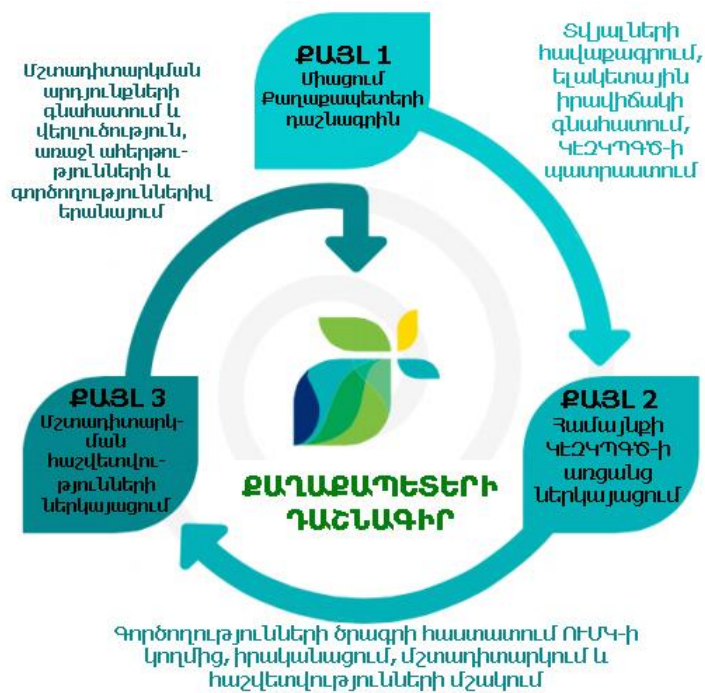 ՔԱՅԼ 1
Միացում
Քաղաքապետերի
դաշնագրին
Տվյալների
հավաքագրում,
ելակետային
իրավիճակի
գնահատում,
ԿԷԶԿՊԳԾ-ի
պատրաստում
ՔԱՅԼ 2
Համայնքի
ԿԷԶԿՊԳԾ-ի
առցանց
ներկայացում
Գործողությունների ծրագրի հաստատում ՈՒՄԿ-ի
կողմից, իրականացում, մշտադիտարկում և
հաշվետվությունների մշակում
ՔԱՅԼ 3
Մշտադիտարկ-
ման
հաշվետվու-
թյունների
ներկայացում
Մշտադիտարկման
արդյունքների
գնահատում և
վերլուծություն,
առաջն ահերթու-
թյունների և
գործողություններիվ
երանայում
ՔԱՂԱՔԱՊԵՏԵՐԻ
ԴԱՇՆԱԳԻՐ